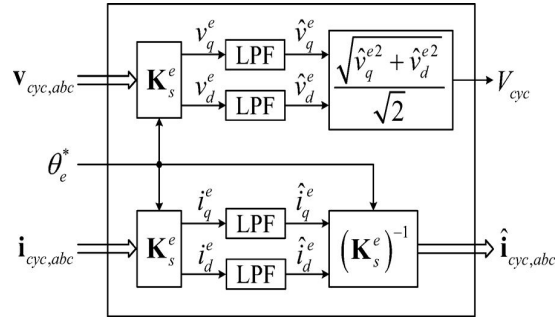 v_q^e LPF v̂_q^e
v_cyc,abc K_s^e √(v̂_q^e2 + v̂_d^e2) / √2 V_cyc
v_d^e LPF v̂_d^e
θ_e^*
i_q^e LPF î_q^e
i_cyc,abc K_s^e (K_s^e)^-1 î_cyc,abc
i_d^e LPF î_d^e